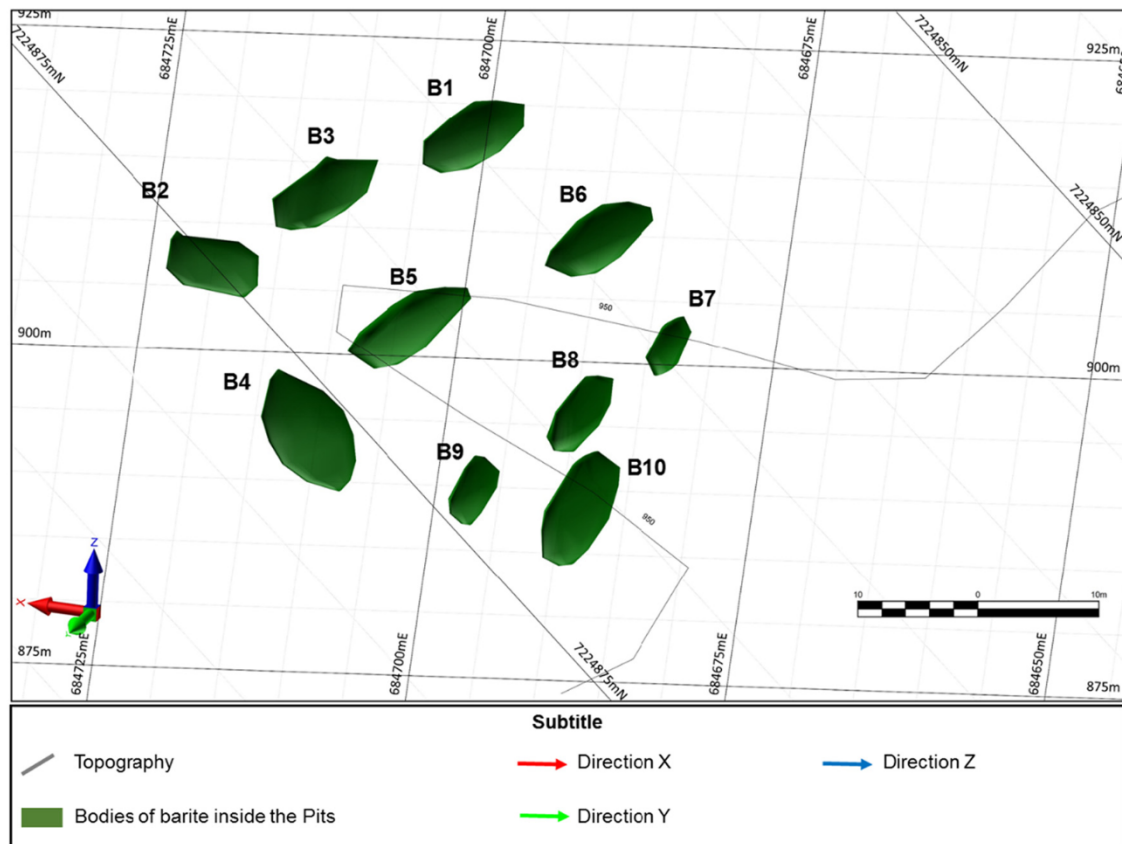 925m
684725mE
684700mE
684675mE
7224850mN
925m
7224875mN
B1
B3
B2
B6
7224850mN
B5
950
B7
900m
900m
B8
B4
B9
B10
950
Z
X
10
0
10m
875m
684725mE
684700mE
7224875mN
684675mE
684650mE
875m
Subtitle
Topography
Direction X
Direction Z
Bodies of barite inside the Pits
Direction Y